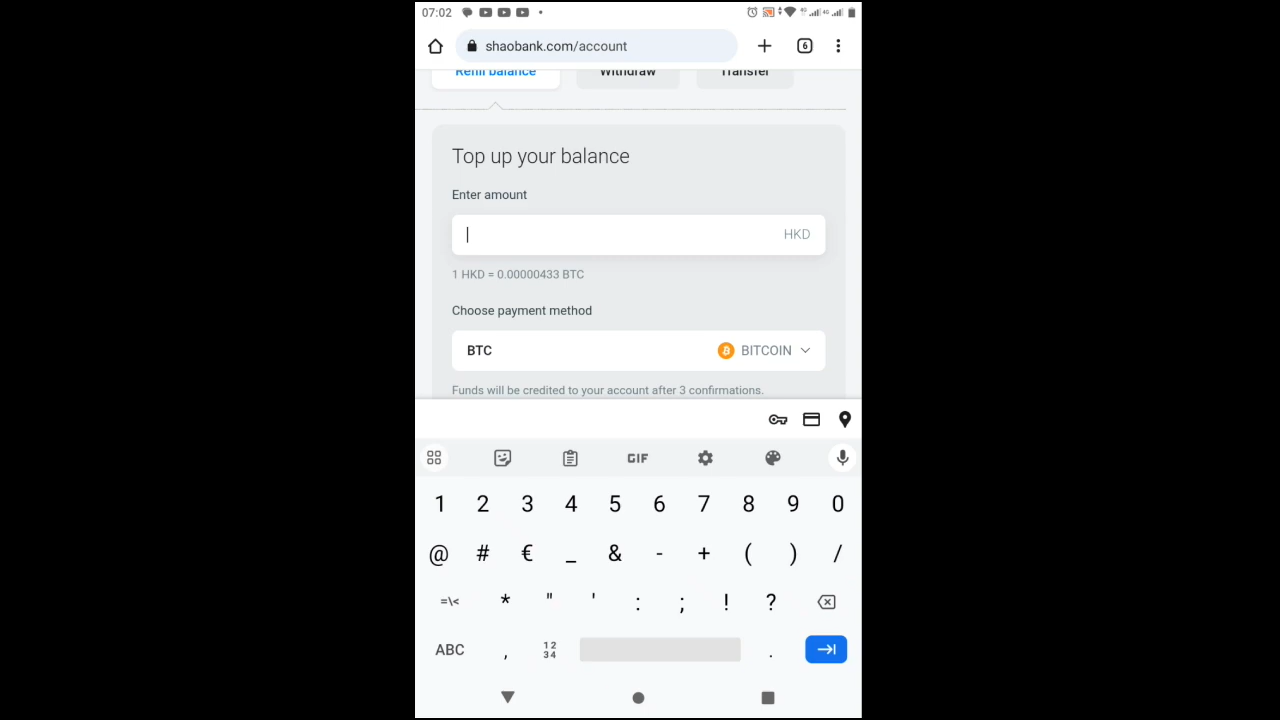 07:02
shaobank.com/account
6
Refill balance Withdraw Transfer
Top up your balance
Enter amount
HKD
1 HKD = 0.00000433 BTC
Choose payment method
BTC BITCOIN
Funds will be credited to your account after 3 confirmations.
GIF
1 2 3 4 5 6 7 8 9 0
@ # € _ & - + ( ) /
=\< * " ' : ; ! ?
ABC , 12 34 .